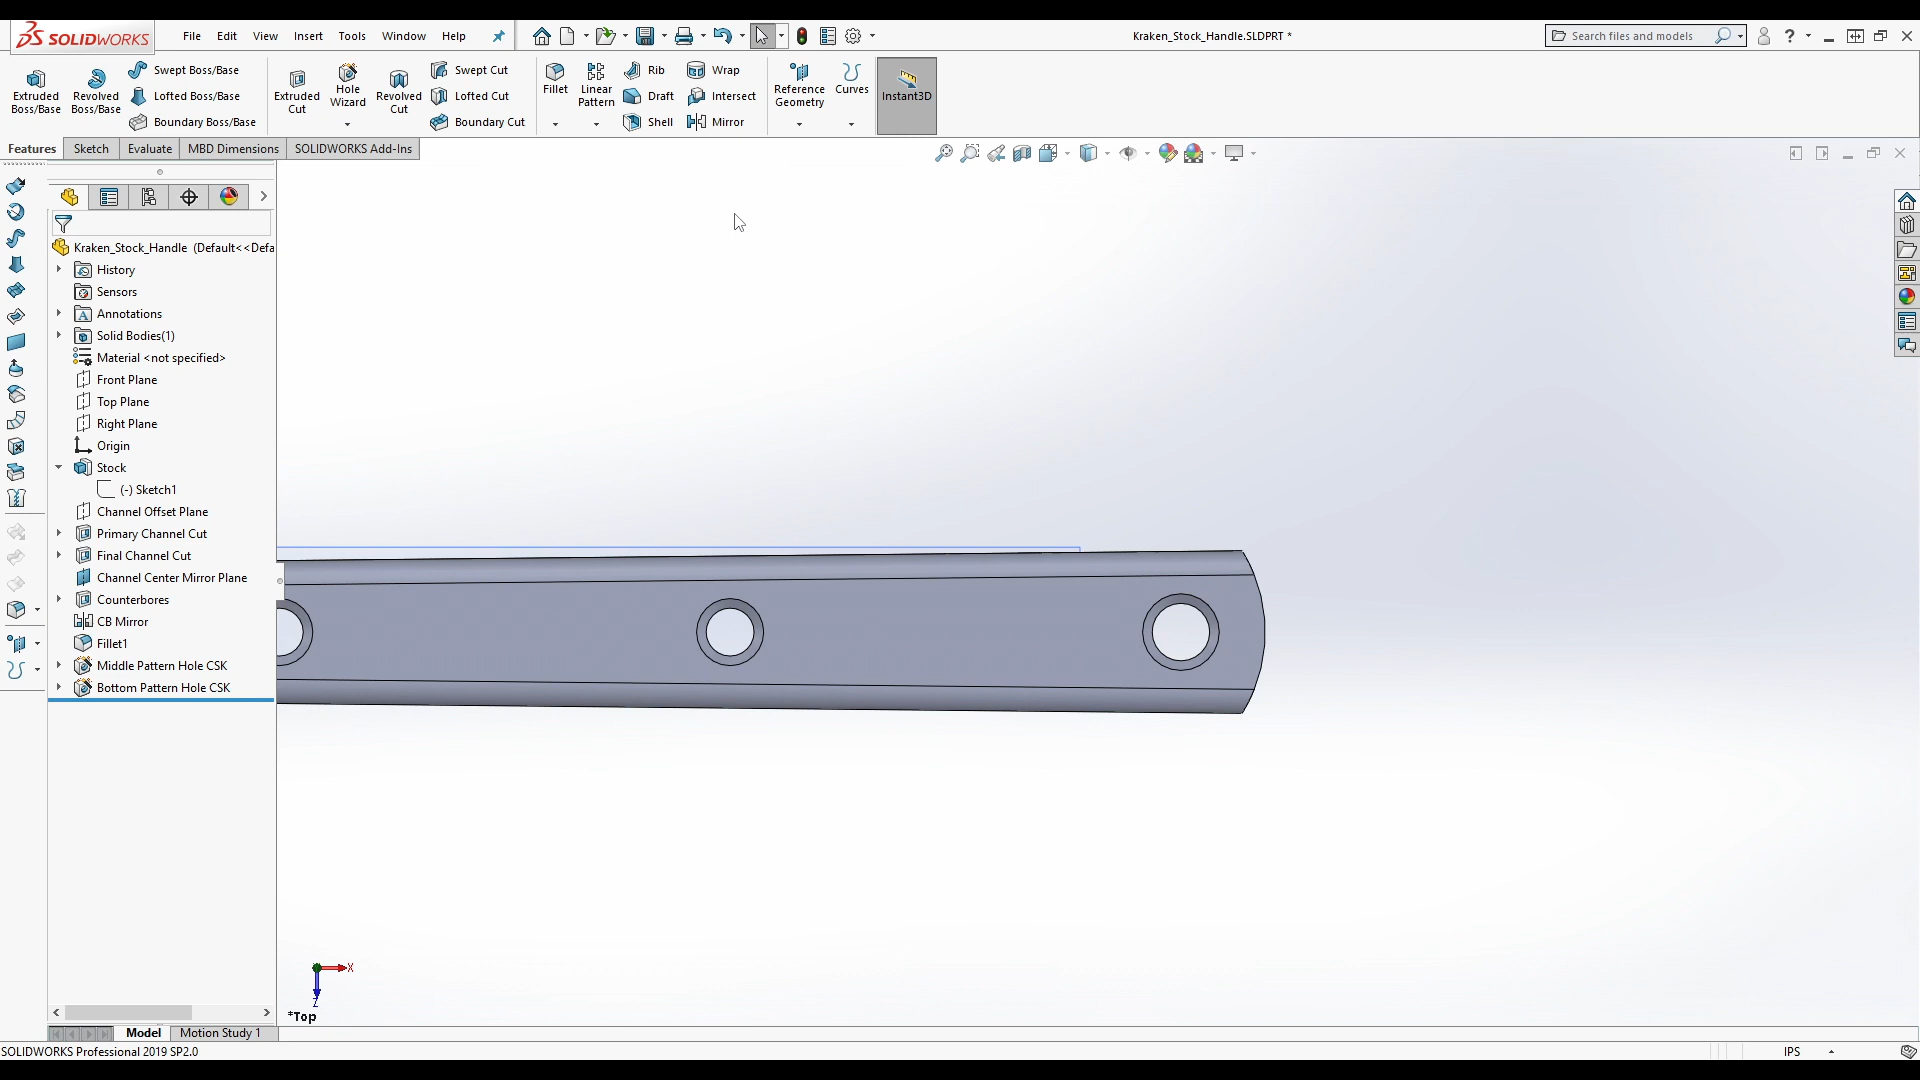 SOLIDWORKS
File Edit View Insert Tools Window Help
Kraken_Stock_Handle.SLDPRT *
Search files and models
Extruded Boss/Base
Revolved Boss/Base
Swept Boss/Base
Lofted Boss/Base
Boundary Boss/Base
Extruded Cut
Hole Wizard
Revolved Cut
Swept Cut
Lofted Cut
Boundary Cut
Fillet
Linear Pattern
Rib
Draft
Shell
Wrap
Intersect
Mirror
Reference Geometry
Curves
Instant3D
Features Sketch Evaluate MBD Dimensions SOLIDWORKS Add-Ins
Kraken_Stock_Handle (Default<<Defa
History
Sensors
Annotations
Solid Bodies(1)
Material <not specified>
Front Plane
Top Plane
Right Plane
Origin
Stock
(-) Sketch1
Channel Offset Plane
Primary Channel Cut
Final Channel Cut
Channel Center Mirror Plane
Counterbores
CB Mirror
Fillet1
Middle Pattern Hole CSK
Bottom Pattern Hole CSK
X
Z
*Top
Model Motion Study 1
SOLIDWORKS Professional 2019 SP2.0
IPS